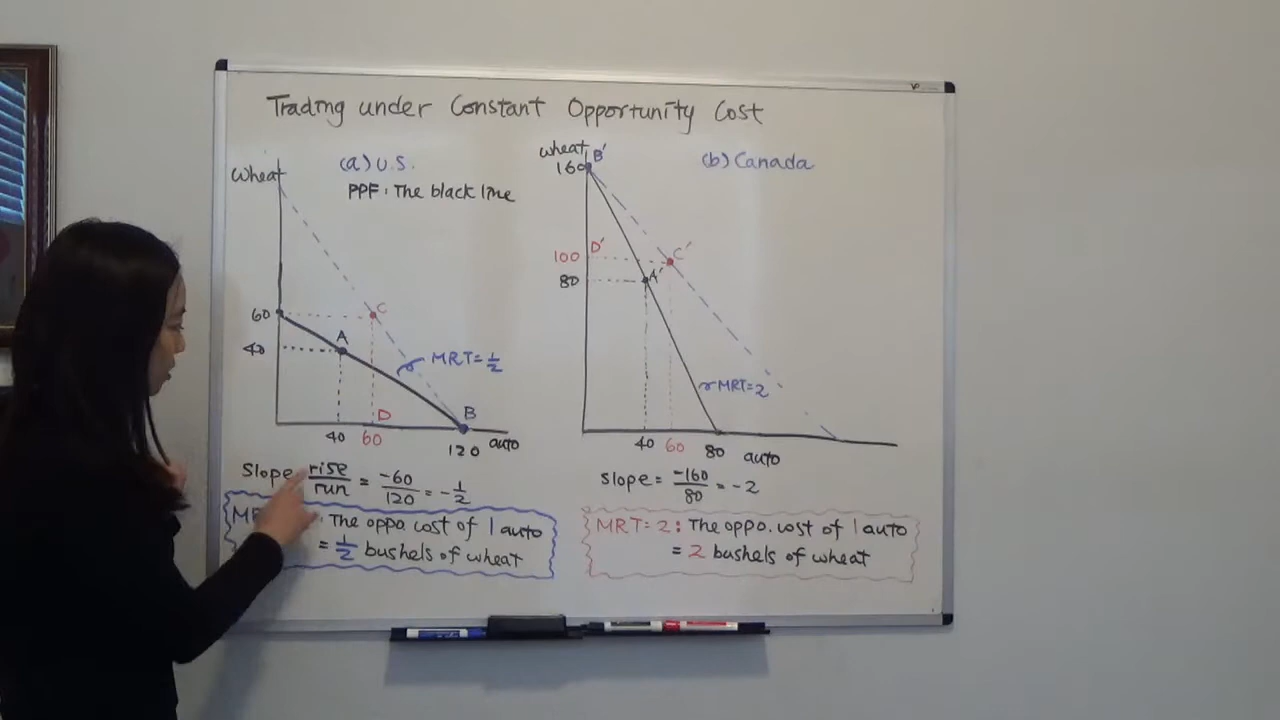 Trading under Constant Opportunity Cost
(a) U.S.
PPF: The black line
wheat
60
40
A
C
MRT=1/2
D
B
40
60
120
auto
Slope rise/run = -60/120 = -1/2
: The oppo cost of 1 auto
= 1/2 bushels of wheat
(b) Canada
wheat
B'
160
D'
100
80
C'
A'
MRT=2
40
60
80
auto
slope = -160/80 = -2
MRT=2: The oppo. cost of 1 auto
= 2 bushels of wheat